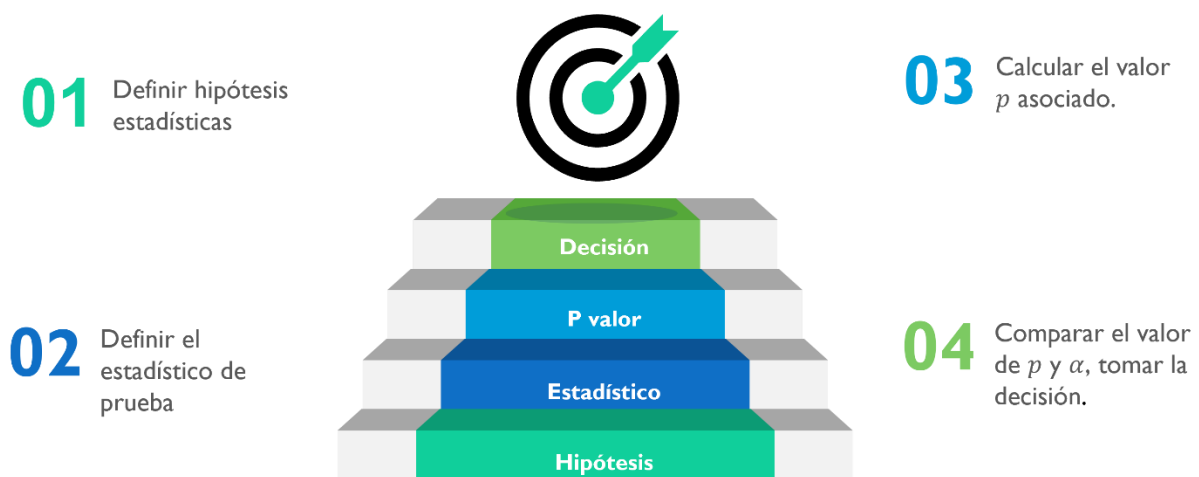 01
Definir hipótesis
estadísticas
02
Definir el
estadístico de
prueba
03
Calcular el valor
p asociado.
04
Comparar el valor
de p y α, tomar la
decisión.
Decisión
P valor
Estadístico
Hipótesis